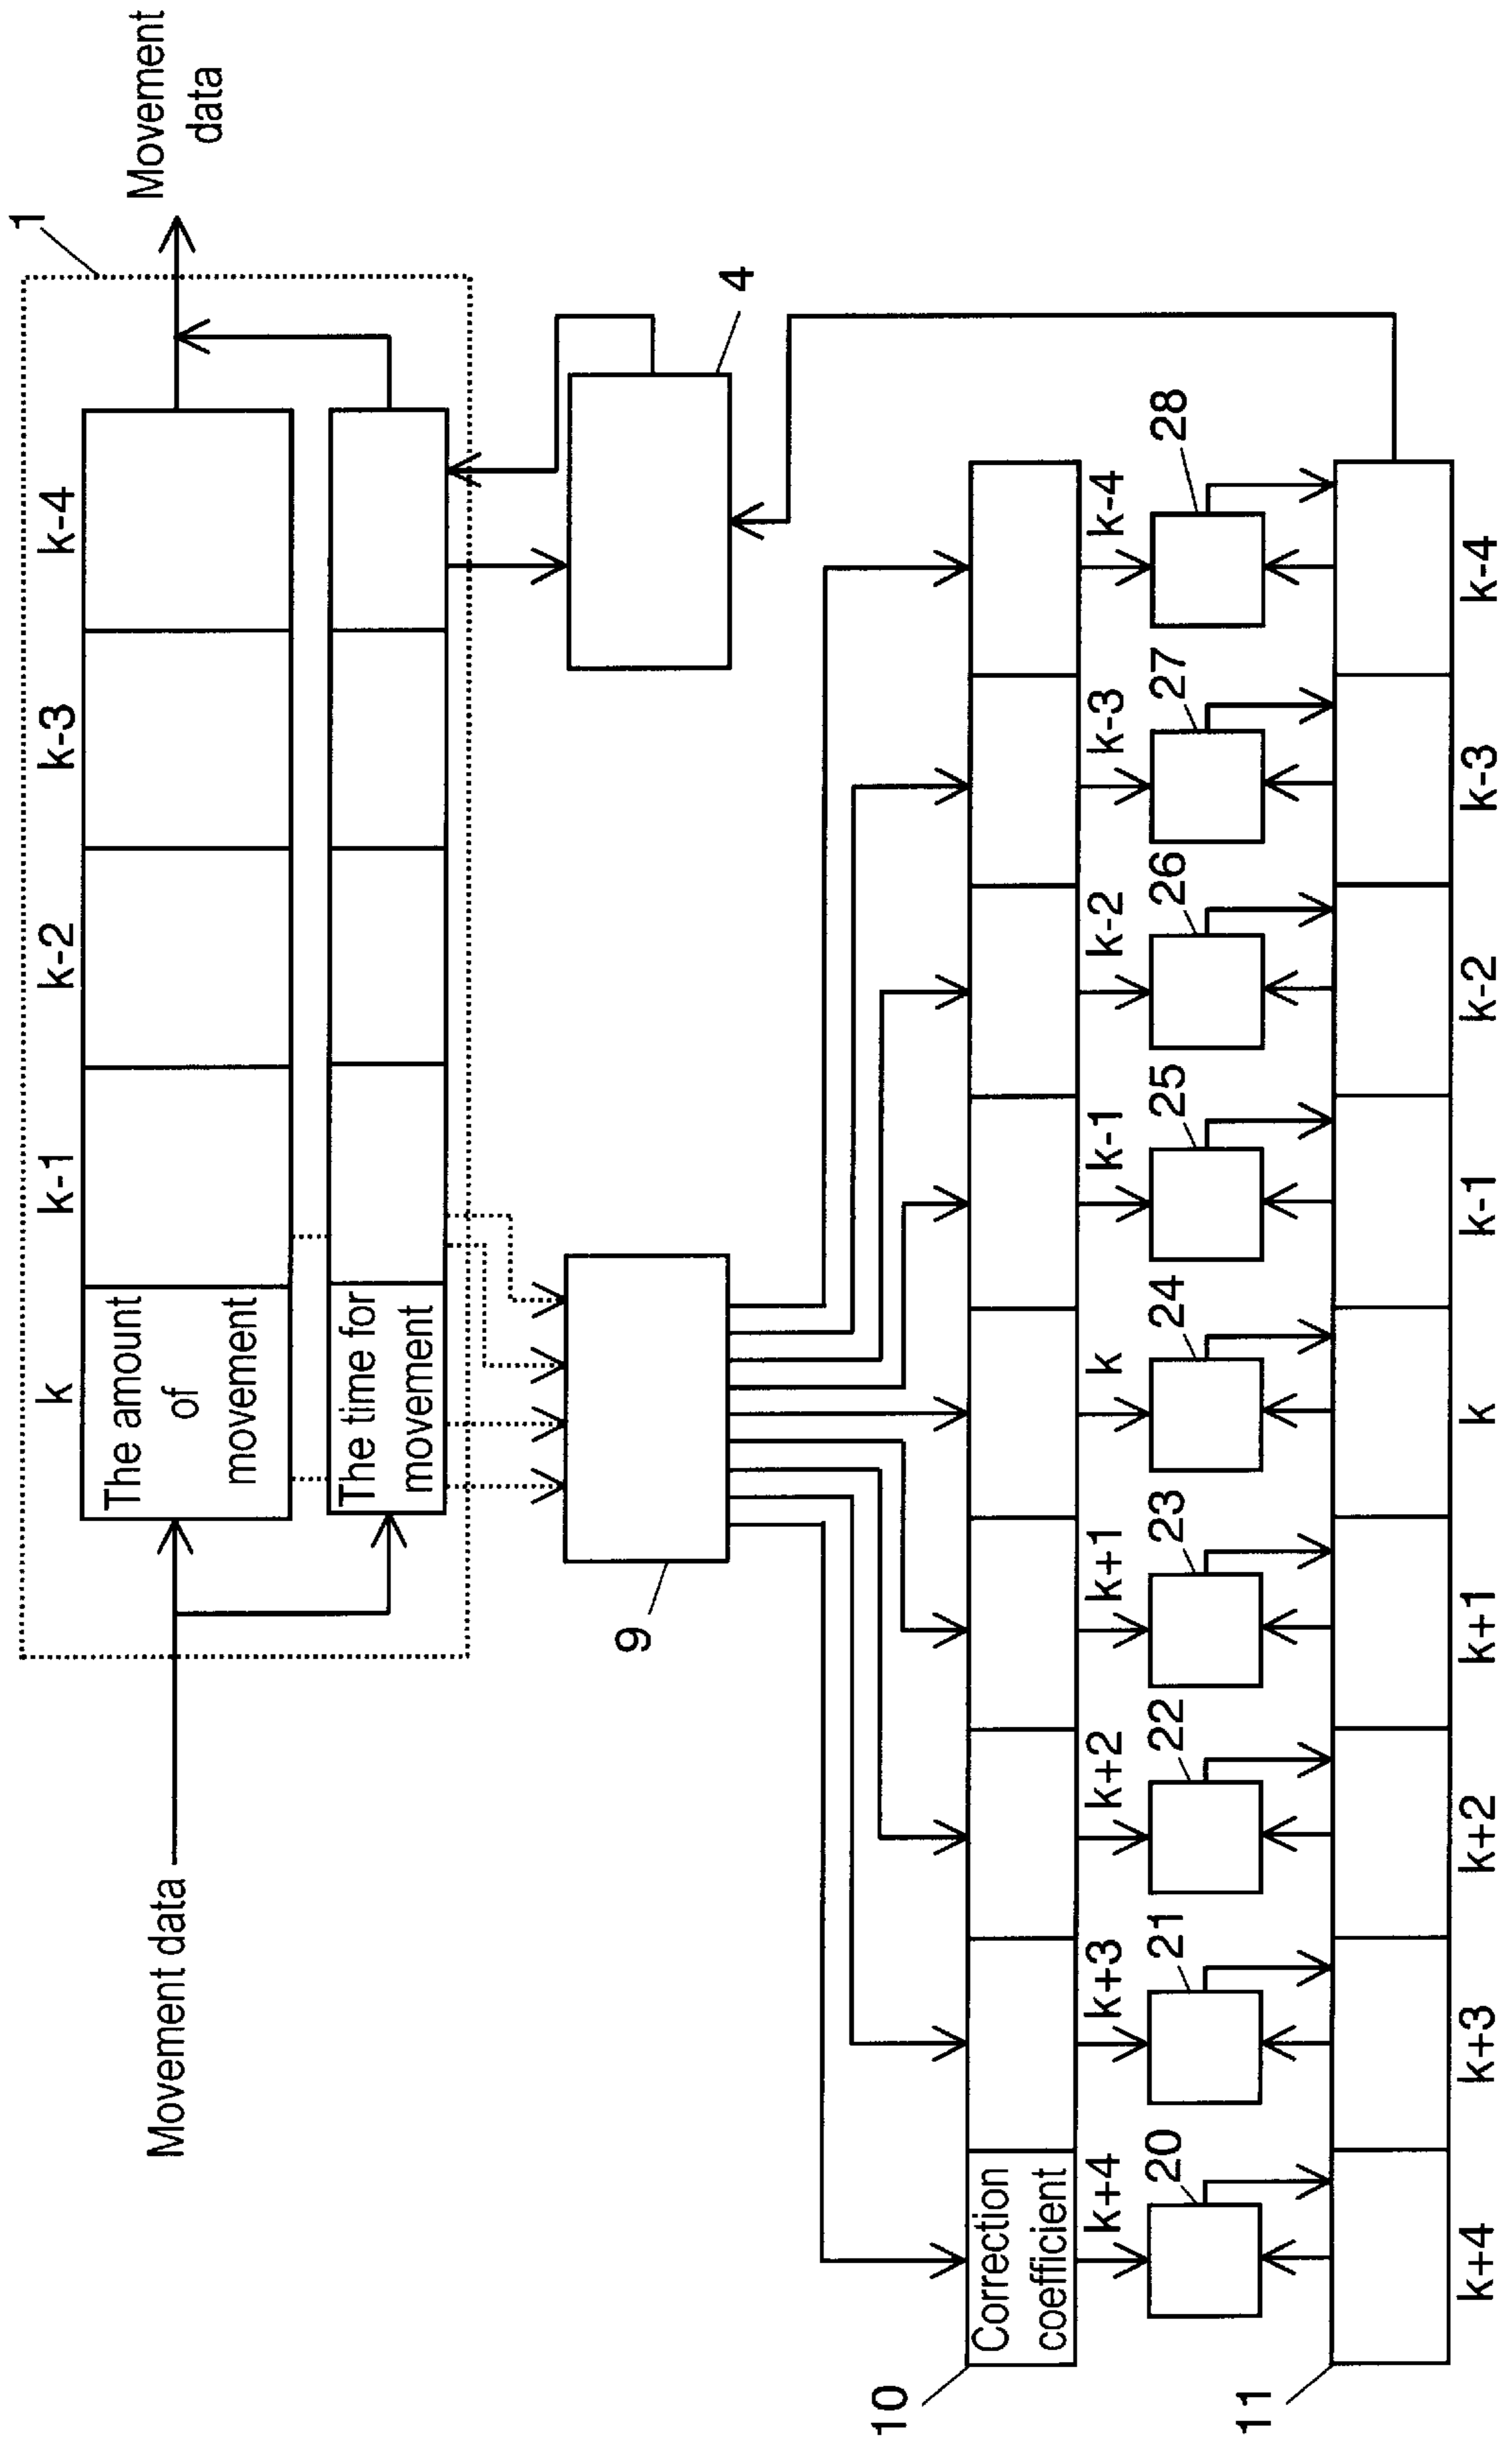 1
Movement
data
k
k-1
k-2
k-3
k-4
The amount
of
movement
The time for
movement
Movement data
4
9
10
Correction
coefficient
k+4
k+3
k+2
k+1
k
k-1
k-2
k-3
k-4
20
21
22
23
24
25
26
27
28
11
k+4
k+3
k+2
k+1
k
k-1
k-2
k-3
k-4